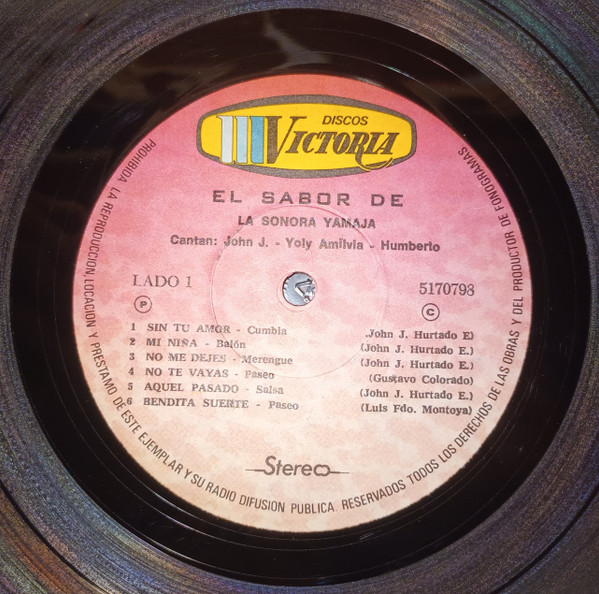 DISCOS
VICTORIA
EL SABOR DE
LA SONORA YAMAJA
Cantan: John J. - Yoly Amilvia - Humberto
LADO 1
5170798
P
C
1 SIN TU AMOR - Cumbia (John J. Hurtado E)
2 MI NIÑA - Balón (John J. Hurtado E.)
3 NO ME DEJES - Merengue (John J. Hurtado E.)
4 NO TE VAYAS - Paseo (Gustavo Colorado)
5 AQUEL PASADO - Salsa (John J. Hurtado E.)
6 BENDITA SUERTE - Paseo (Luis Fdo. Montoya)
Stereo
PROHIBIDA LA REPRODUCCION, LOCACION Y PRESTAMO DE ESTE EJEMPLAR Y SU RADIO DIFUSION PUBLICA. RESERVADOS TODOS LOS DERECHOS DE LAS OBRAS Y DEL PRODUCTOR DE FONOGRAMAS